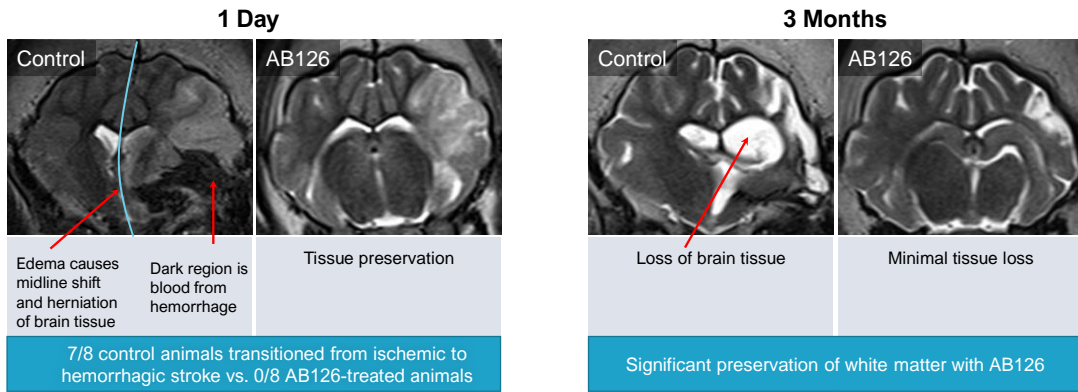 1 Day
Control
AB126
Edema causes
midline shift
and herniation
of brain tissue
Dark region is
blood from
hemorrhage
Tissue preservation
7/8 control animals transitioned from ischemic to
hemorrhagic stroke vs. 0/8 AB126-treated animals
3 Months
Control
AB126
Loss of brain tissue
Minimal tissue loss
Significant preservation of white matter with AB126